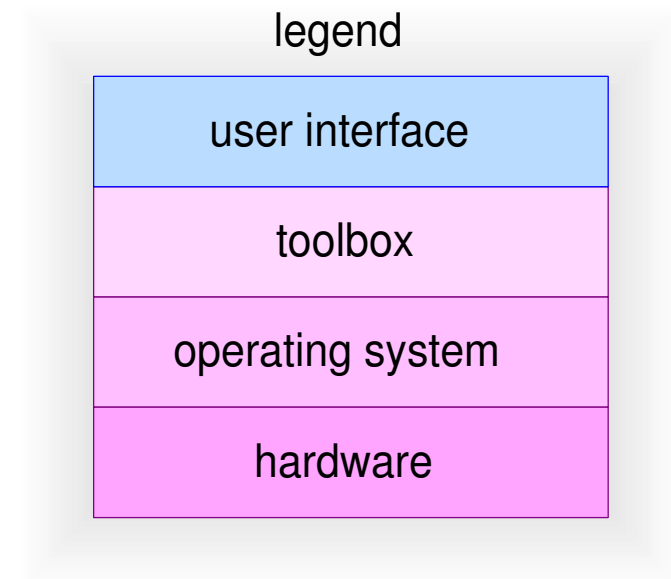 legend
user interface
toolbox
operating system
hardware